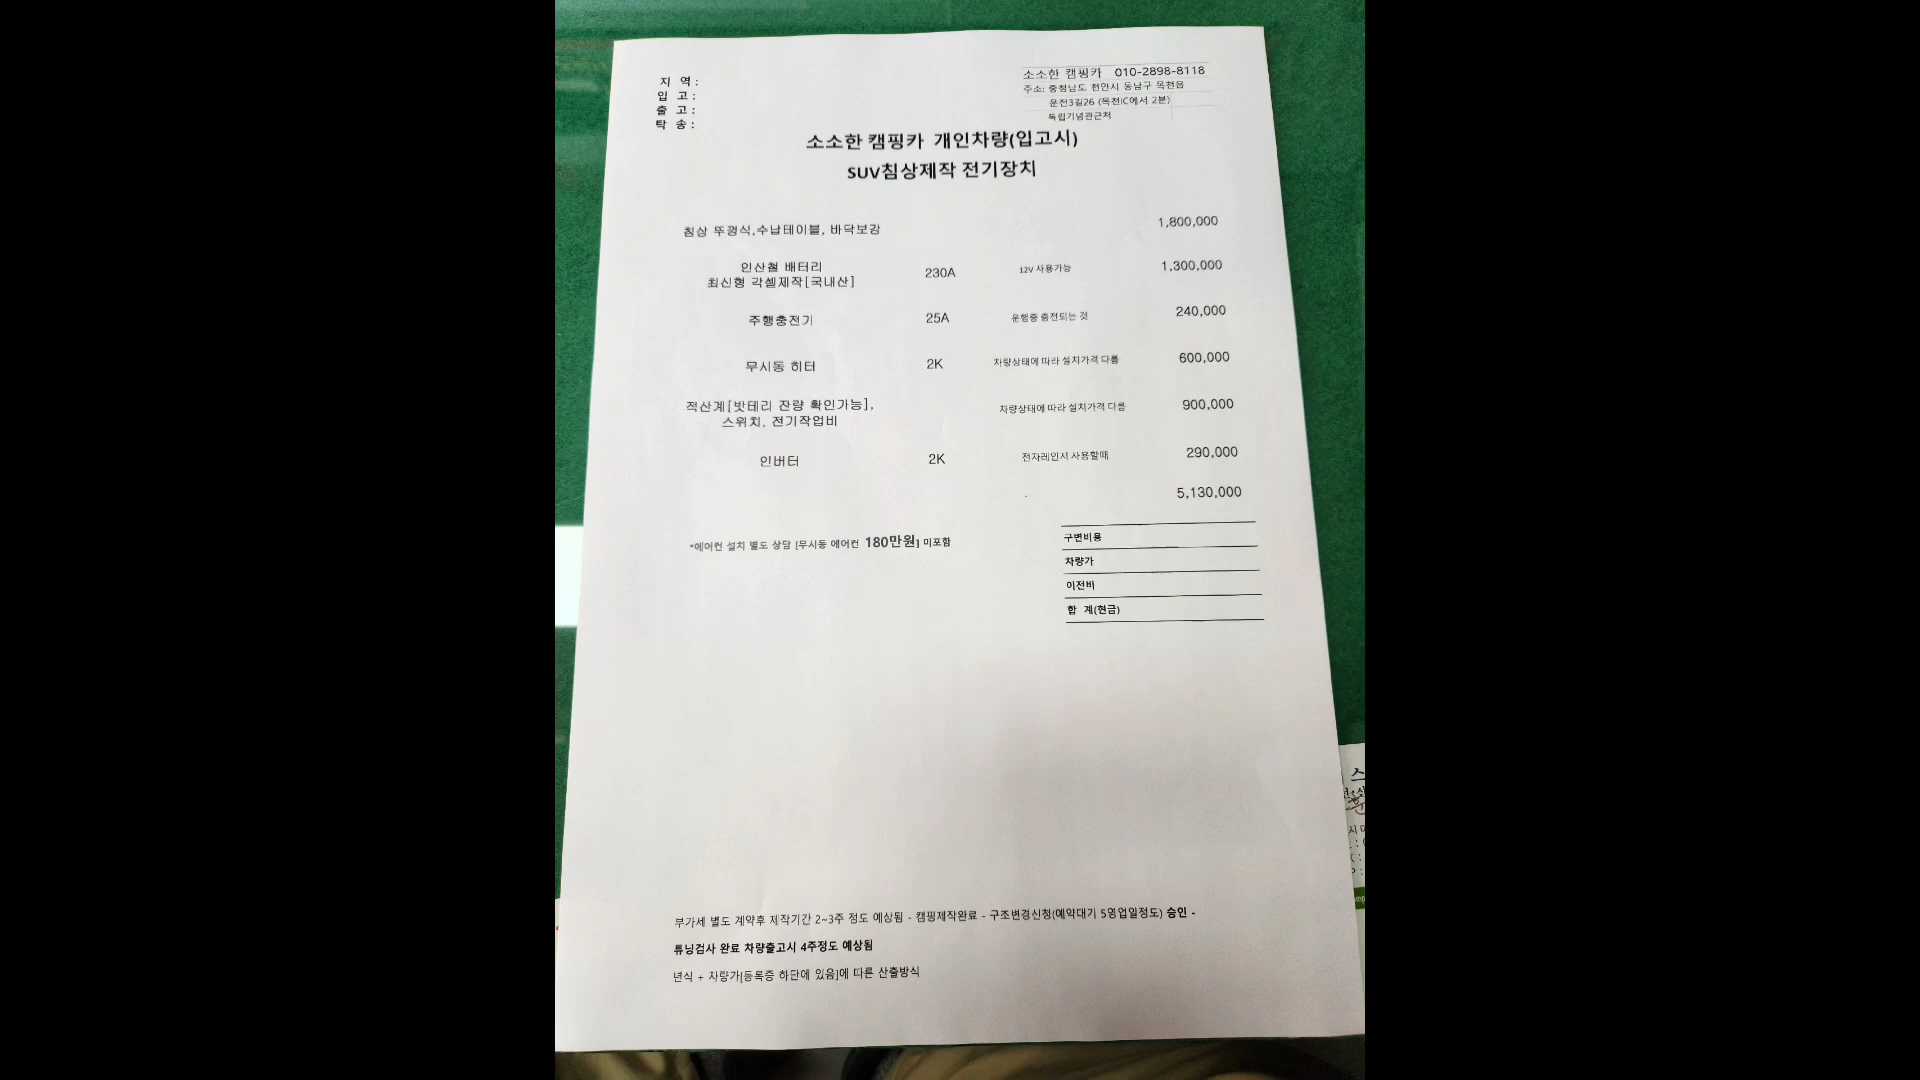 지 역 :
입 고 :
출 고 :
탁 송 :
소소한 캠핑카 010-2898-8118
주소: 충청남도 천안시 동남구 목천읍
운전3길26 (목천IC에서 2분)
독립기념관근처
소소한 캠핑카 개인차량(입고시)
SUV침상제작 전기장치
침상 뚜껑식,수납테이블, 바닥보강 1,800,000
인산철 배터리
최신형 각셀제작[국내산] 230A 12V 사용가능 1,300,000
주행충전기 25A 운행중 충전되는 것 240,000
무시동 히터 2K 차량상태에 따라 설치가격 다름 600,000
적산계[밧테리 잔량 확인가능],
스위치, 전기작업비 차량상태에 따라 설치가격 다름 900,000
인버터 2K 전자레인지 사용할때 290,000
5,130,000
*에어컨 설치 별도 상담 [무시동 에어컨 180만원] 미포함
구변비용
차량가
이전비
합 계(현금)
부가세 별도 계약후 제작기간 2~3주 정도 예상됨 - 캠핑제작완료 - 구조변경신청(예약대기 5영업일정도) 승인 -
튜닝검사 완료 차량출고시 4주정도 예상됨
년식 + 차량가[등록증 하단에 있음]에 따른 산출방식